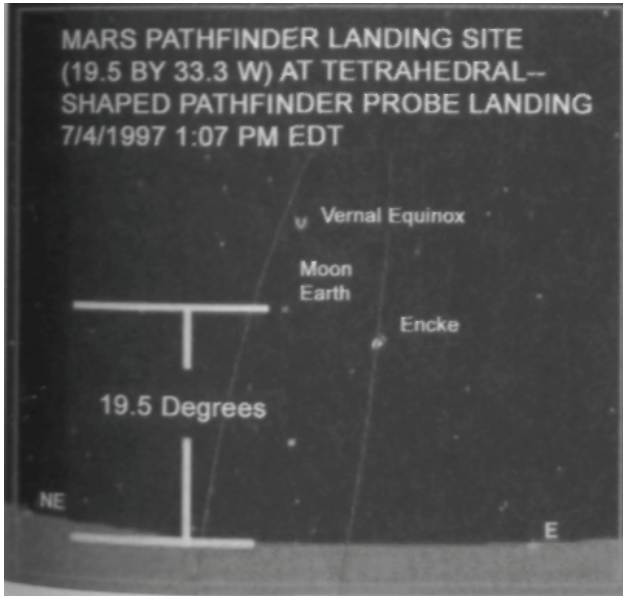 MARS PATHFINDER LANDING SITE
(19.5 BY 33.3 W) AT TETRAHEDRAL--
SHAPED PATHFINDER PROBE LANDING
7/4/1997 1:07 PM EDT
Vernal Equinox
Moon
Earth
Encke
19.5 Degrees
NE
E